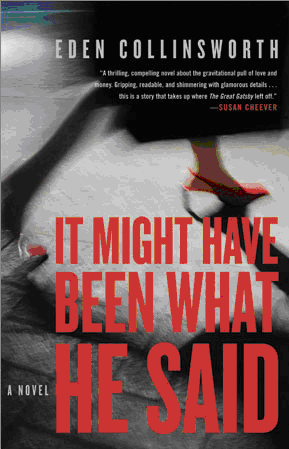 EDEN COLLINSWORTH
"A thrilling, compelling novel about the gravitational pull of love and
money. Gripping, readable, and shimmering with glamorous details . . .
this is a story that takes up where The Great Gatsby left off."
—SUSAN CHEEVER
IT MIGHT HAVE
BEEN WHAT
HE SAID
A NOVEL